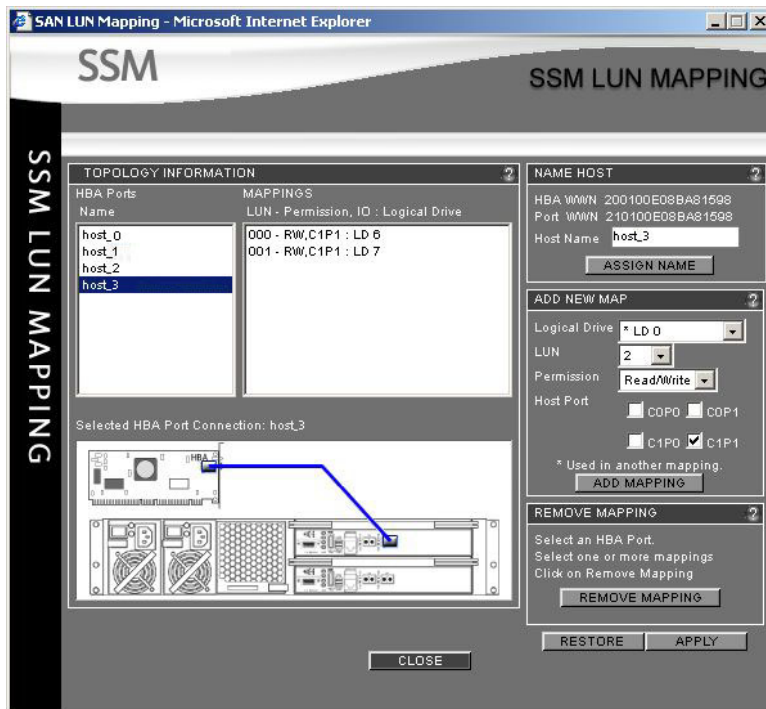 SAN LUN Mapping - Microsoft Internet Explorer
SSM
SSM LUN MAPPING
SSM LUN MAPPING
TOPOLOGY INFORMATION ?
HBA Ports
Name
MAPPINGS
LUN - Permission, IO : Logical Drive
host_0
host_1
host_2
host_3
000 - RW,C1P1 : LD 6
001 - RW,C1P1 : LD 7
Selected HBA Port Connection: host_3
HBA
NAME HOST ?
HBA WWN 200100E08BA81598
Port WWN 210100E08BA81598
Host Name host_3
ASSIGN NAME
ADD NEW MAP ?
Logical Drive * LD 0
LUN 2
Permission Read/Write
Host Port
C0P0 C0P1
C1P0 C1P1
* Used in another mapping.
ADD MAPPING
REMOVE MAPPING ?
Select an HBA Port.
Select one or more mappings
Click on Remove Mapping
REMOVE MAPPING
RESTORE APPLY
CLOSE